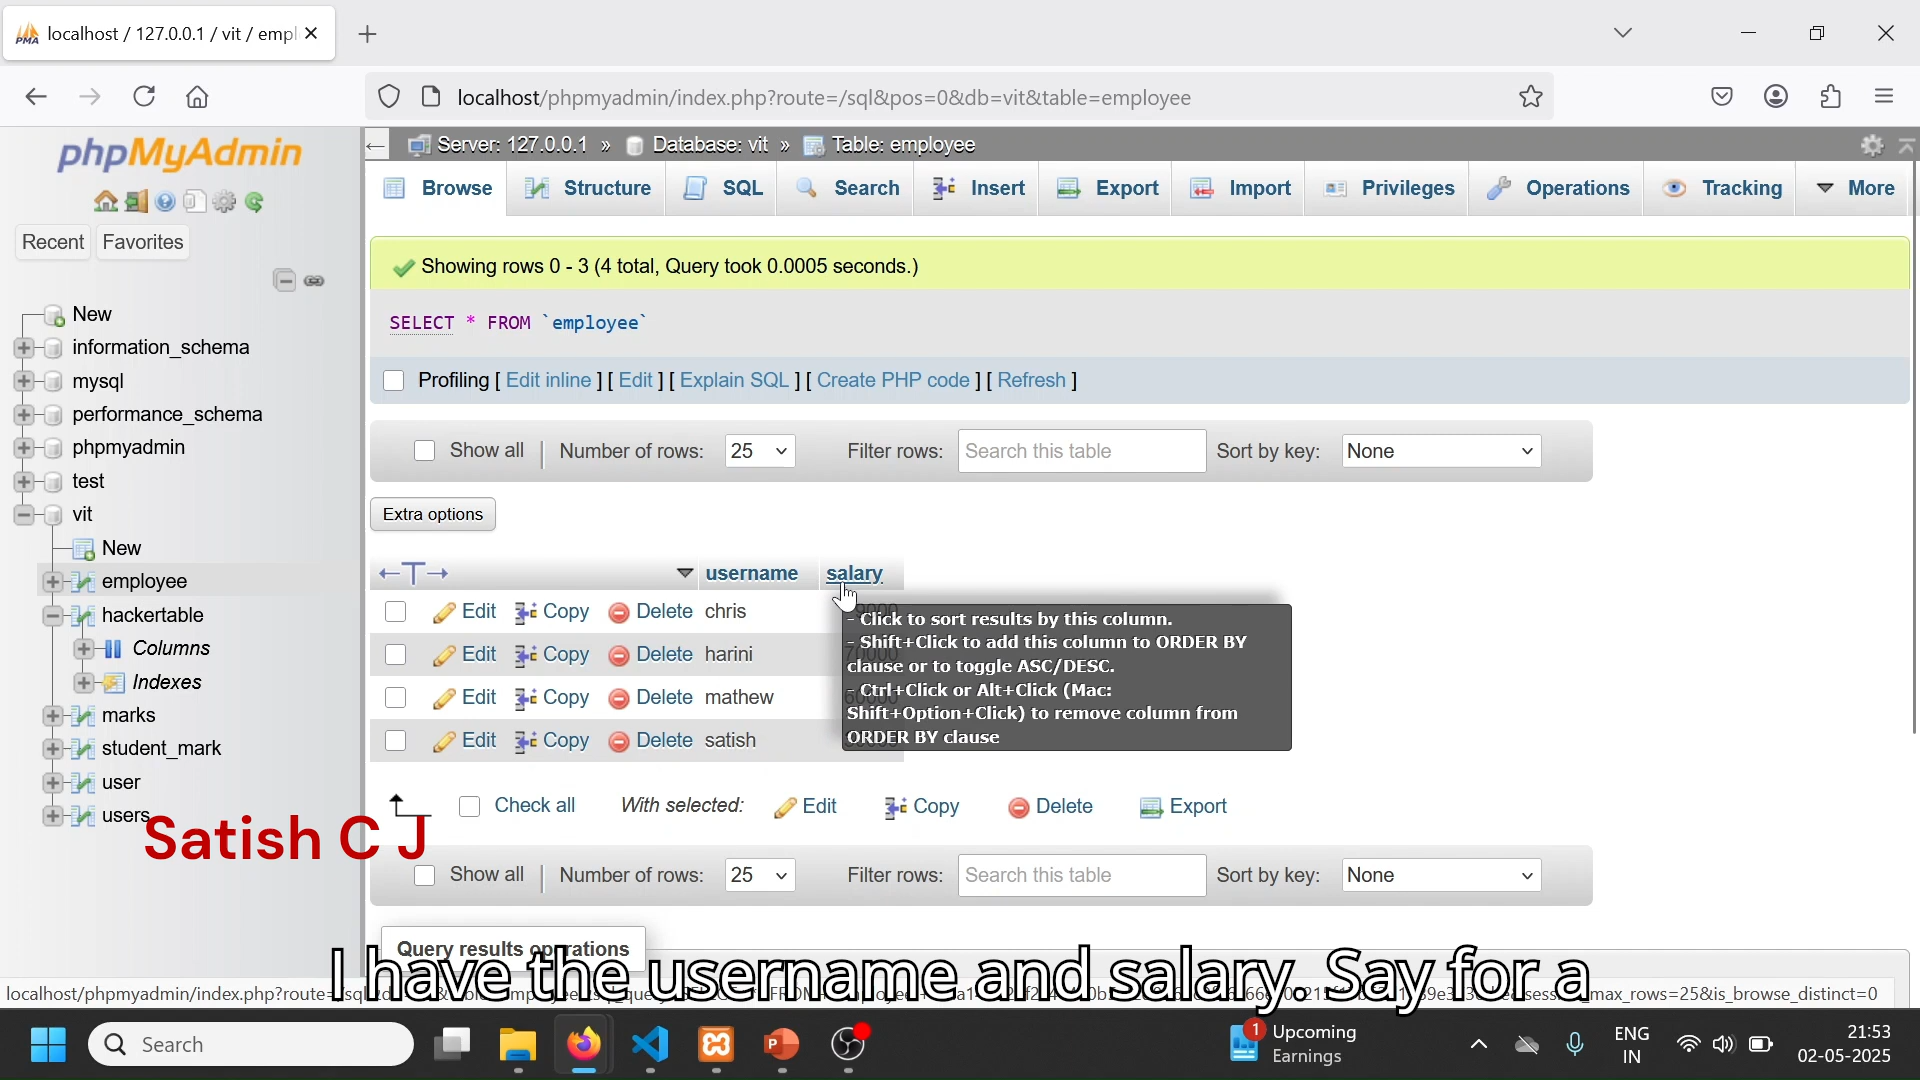 localhost / 127.0.0.1 / vit / empl
localhost/phpmyadmin/index.php?route=/sql&pos=0&db=vit&table=employee
phpMyAdmin
Recent Favorites
New
information_schema
mysql
performance_schema
phpmyadmin
test
vit
New
employee
hackertable
Columns
Indexes
marks
student_mark
user
users
Satish C J
Server: 127.0.0.1 » Database: vit » Table: employee
Browse Structure SQL Search Insert Export Import Privileges Operations Tracking More
Showing rows 0 - 3 (4 total, Query took 0.0005 seconds.)
SELECT * FROM `employee`
Profiling [ Edit inline ] [ Edit ] [ Explain SQL ] [ Create PHP code ] [ Refresh ]
Show all Number of rows: 25 Filter rows: Search this table Sort by key: None
Extra options
username salary
Edit Copy Delete chris
Edit Copy Delete harini
Edit Copy Delete mathew
Edit Copy Delete satish
- Click to sort results by this column.
- Shift+Click to add this column to ORDER BY
clause or to toggle ASC/DESC.
- Ctrl+Click or Alt+Click (Mac:
Shift+Option+Click) to remove column from
ORDER BY clause
Check all With selected: Edit Copy Delete Export
Show all Number of rows: 25 Filter rows: Search this table Sort by key: None
Query results operations
I have the username and salary. Say for a
localhost/phpmyadmin/index.php?route= max_rows=25&is_browse_distinct=0
Search
1 Upcoming
Earnings
ENG
IN
21:53
02-05-2025